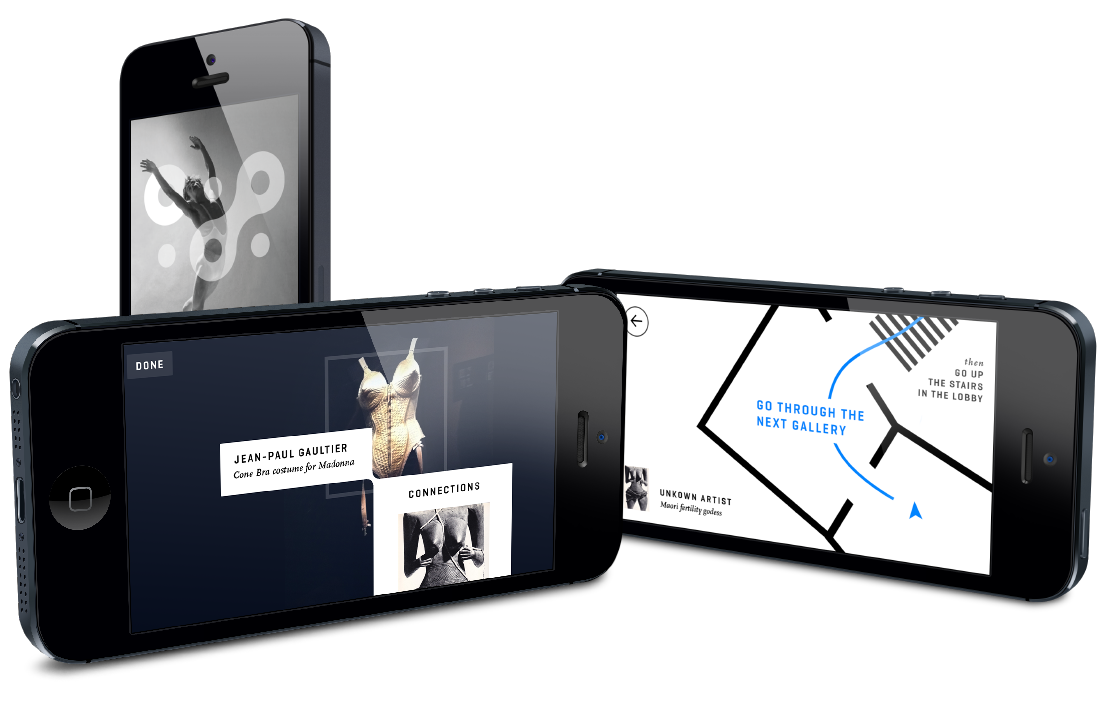 DONE
JEAN-PAUL GAULTIER
Cone Bra costume for Madonna
CONNECTIONS
then
GO UP
THE STAIRS
IN THE LOBBY
GO THROUGH THE
NEXT GALLERY
UNKOWN ARTIST
Maori fertility godess